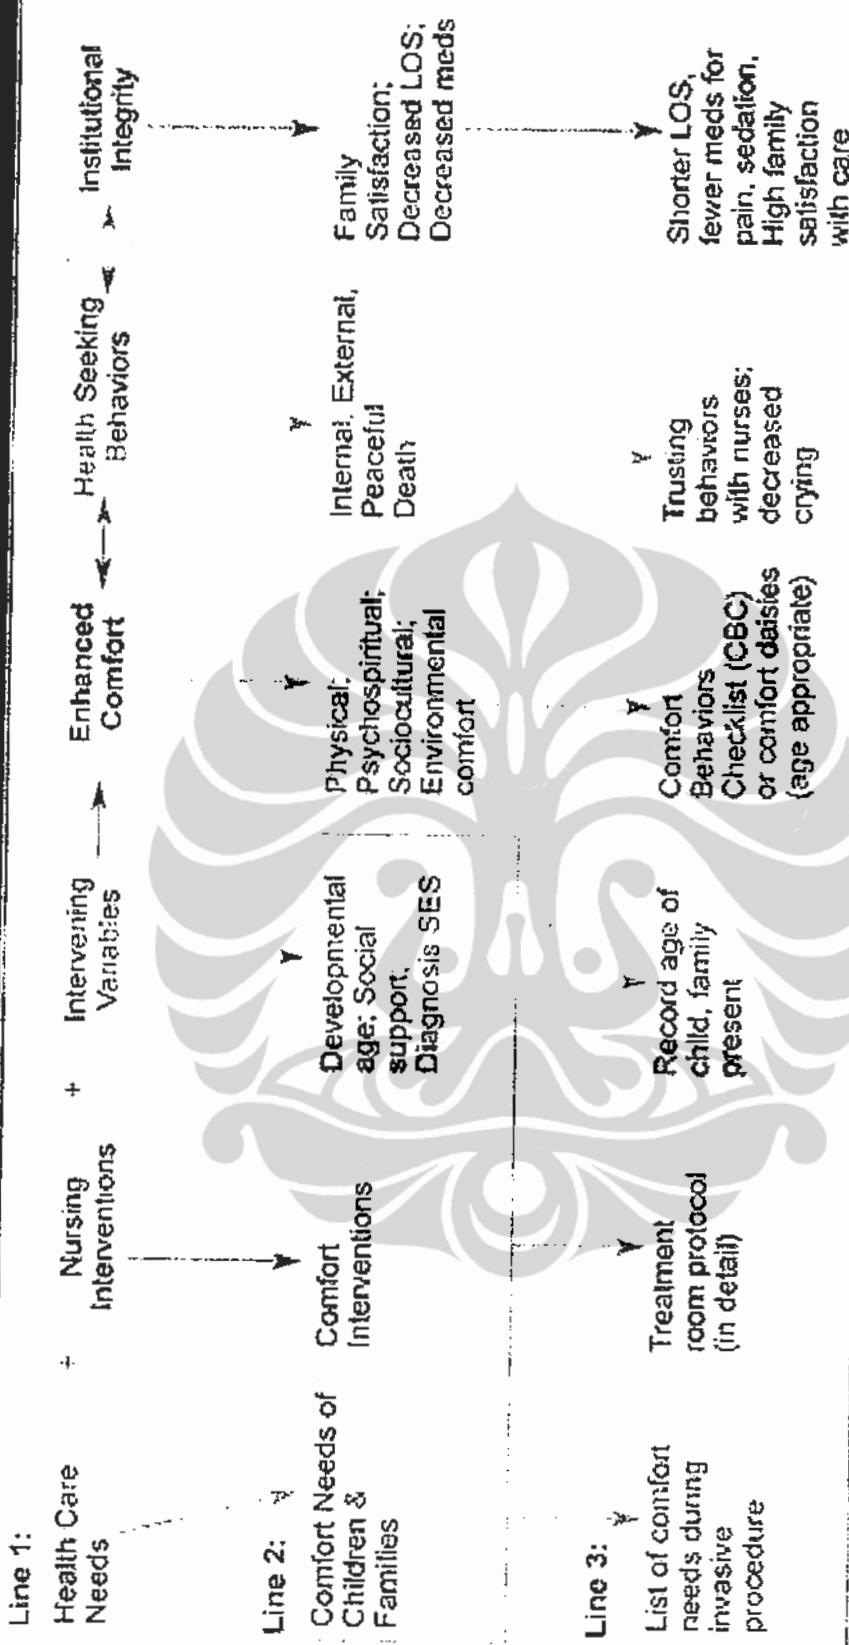 Line 1:
Health Care
Needs
+
Nursing
Interventions
+
Intervening
Variables
Enhanced
Comfort
Health Seeking
Behaviors
Institutional
Integrity
Line 2:
Comfort Needs of
Children &
Families
Comfort
Interventions
Developmental
age; Social
support,
Diagnosis SES
Physical;
Psychospiritual;
Sociocultural;
Environmental
comfort
Internal, External,
Peaceful
Death
Family
Satisfaction;
Decreased LOS;
Decreased meds
Line 3:
List of comfort
needs during
invasive
procedure
Treatment
room protocol
(in detail)
Record age of
child, family
present
Comfort
Behaviors
Checklist (CBC)
or comfort daisies
(age appropriate)
Trusting
behaviors
with nurses;
decreased
crying
Shorter LOS,
fewer meds for
pain, sedation,
High family
satisfaction
with care